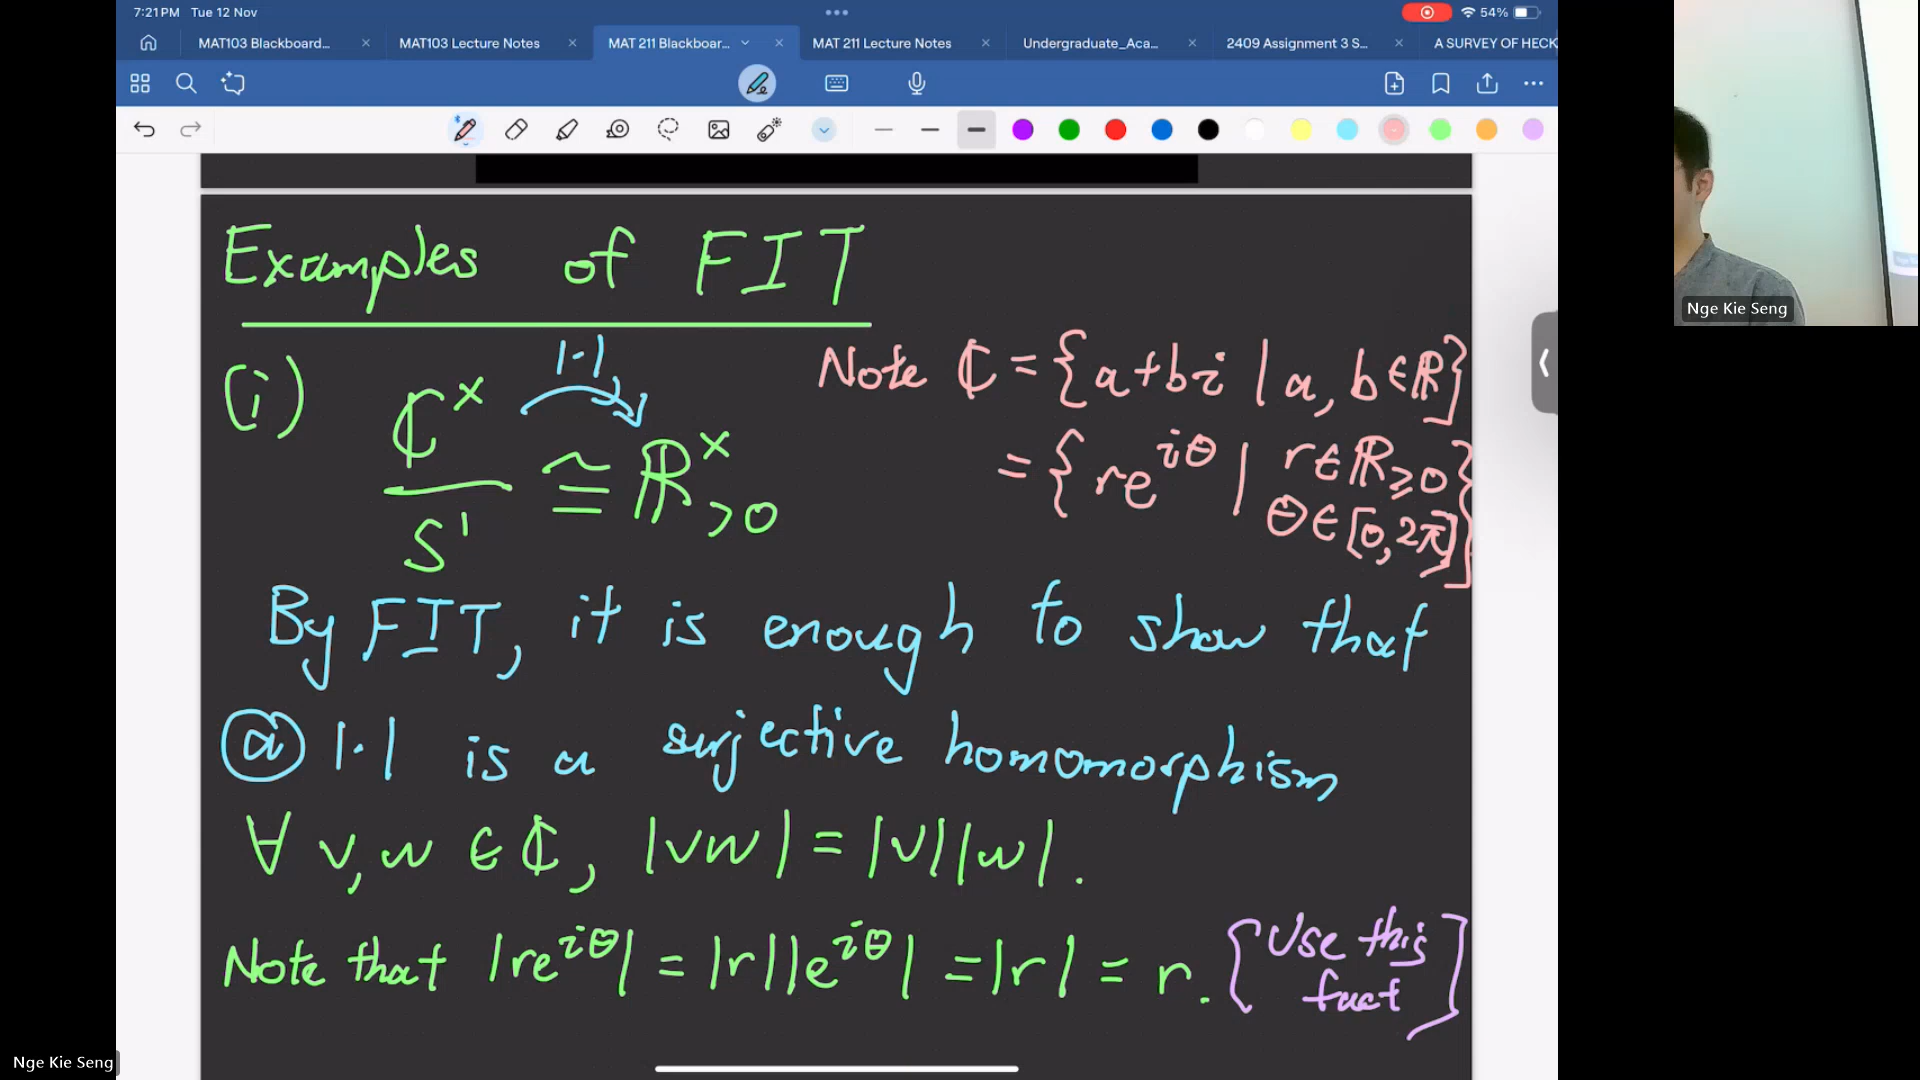 7:21 PM Tue 12 Nov
54%
MAT103 Blackboard...
MAT103 Lecture Notes
MAT 211 Blackboar...
MAT 211 Lecture Notes
Undergraduate_Aca...
2409 Assignment 3 S...
A SURVEY OF HECK
Examples of FIT
(i) ℂ^× / S¹ ≅ ℝ^×_{>0}
|·|
Note ℂ = {a+bi | a, b ∈ ℝ}
= {re^{iθ} | r ∈ ℝ_{≥0} θ ∈ [0, 2π]}
By FIT, it is enough to show that
ⓐ |·| is a surjective homomorphism
∀ v, w ∈ ℂ, |vw| = |v||w|.
Note that |re^{iθ}| = |r||e^{iθ}| = |r| = r. [Use this fact]
Nge Kie Seng
Nge Kie Seng